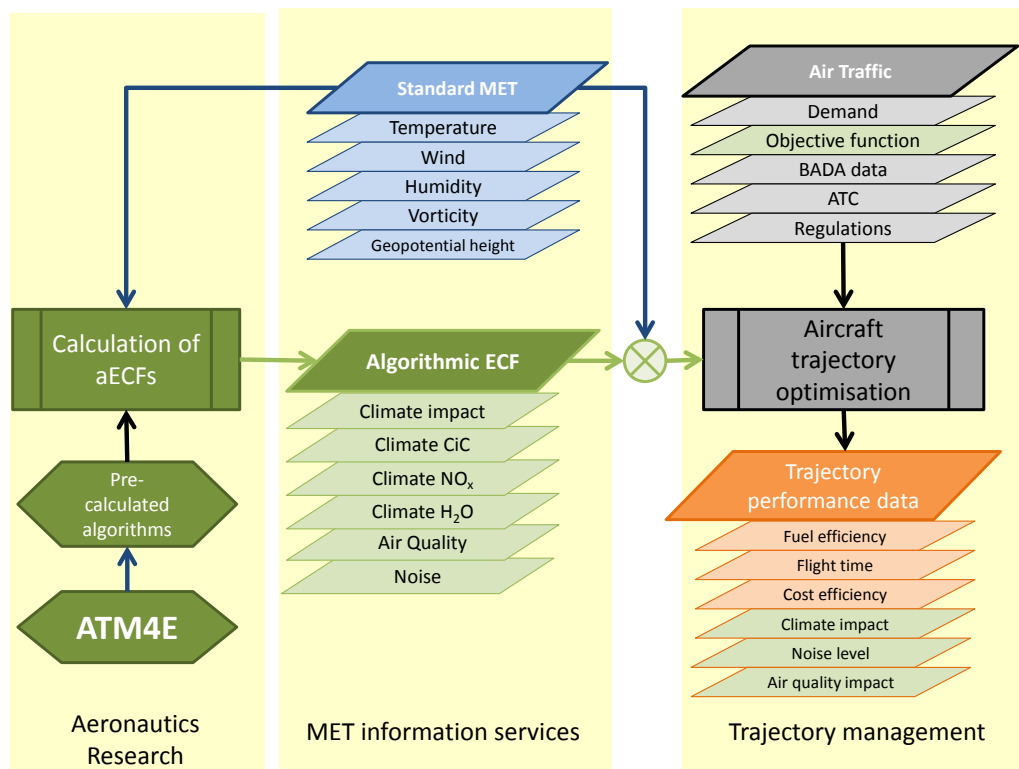 Standard MET
Temperature
Wind
Humidity
Vorticity
Geopotential height
Air Traffic
Demand
Objective function
BADA data
ATC
Regulations
Calculation of
aECFs
Algorithmic ECF
Climate impact
Climate CiC
Climate NOₓ
Climate H₂O
Air Quality
Noise
Aircraft
trajectory
optimisation
Pre-
calculated
algorithms
ATM4E
Trajectory
performance data
Fuel efficiency
Flight time
Cost efficiency
Climate impact
Noise level
Air quality impact
Aeronautics
Research
MET information services
Trajectory management